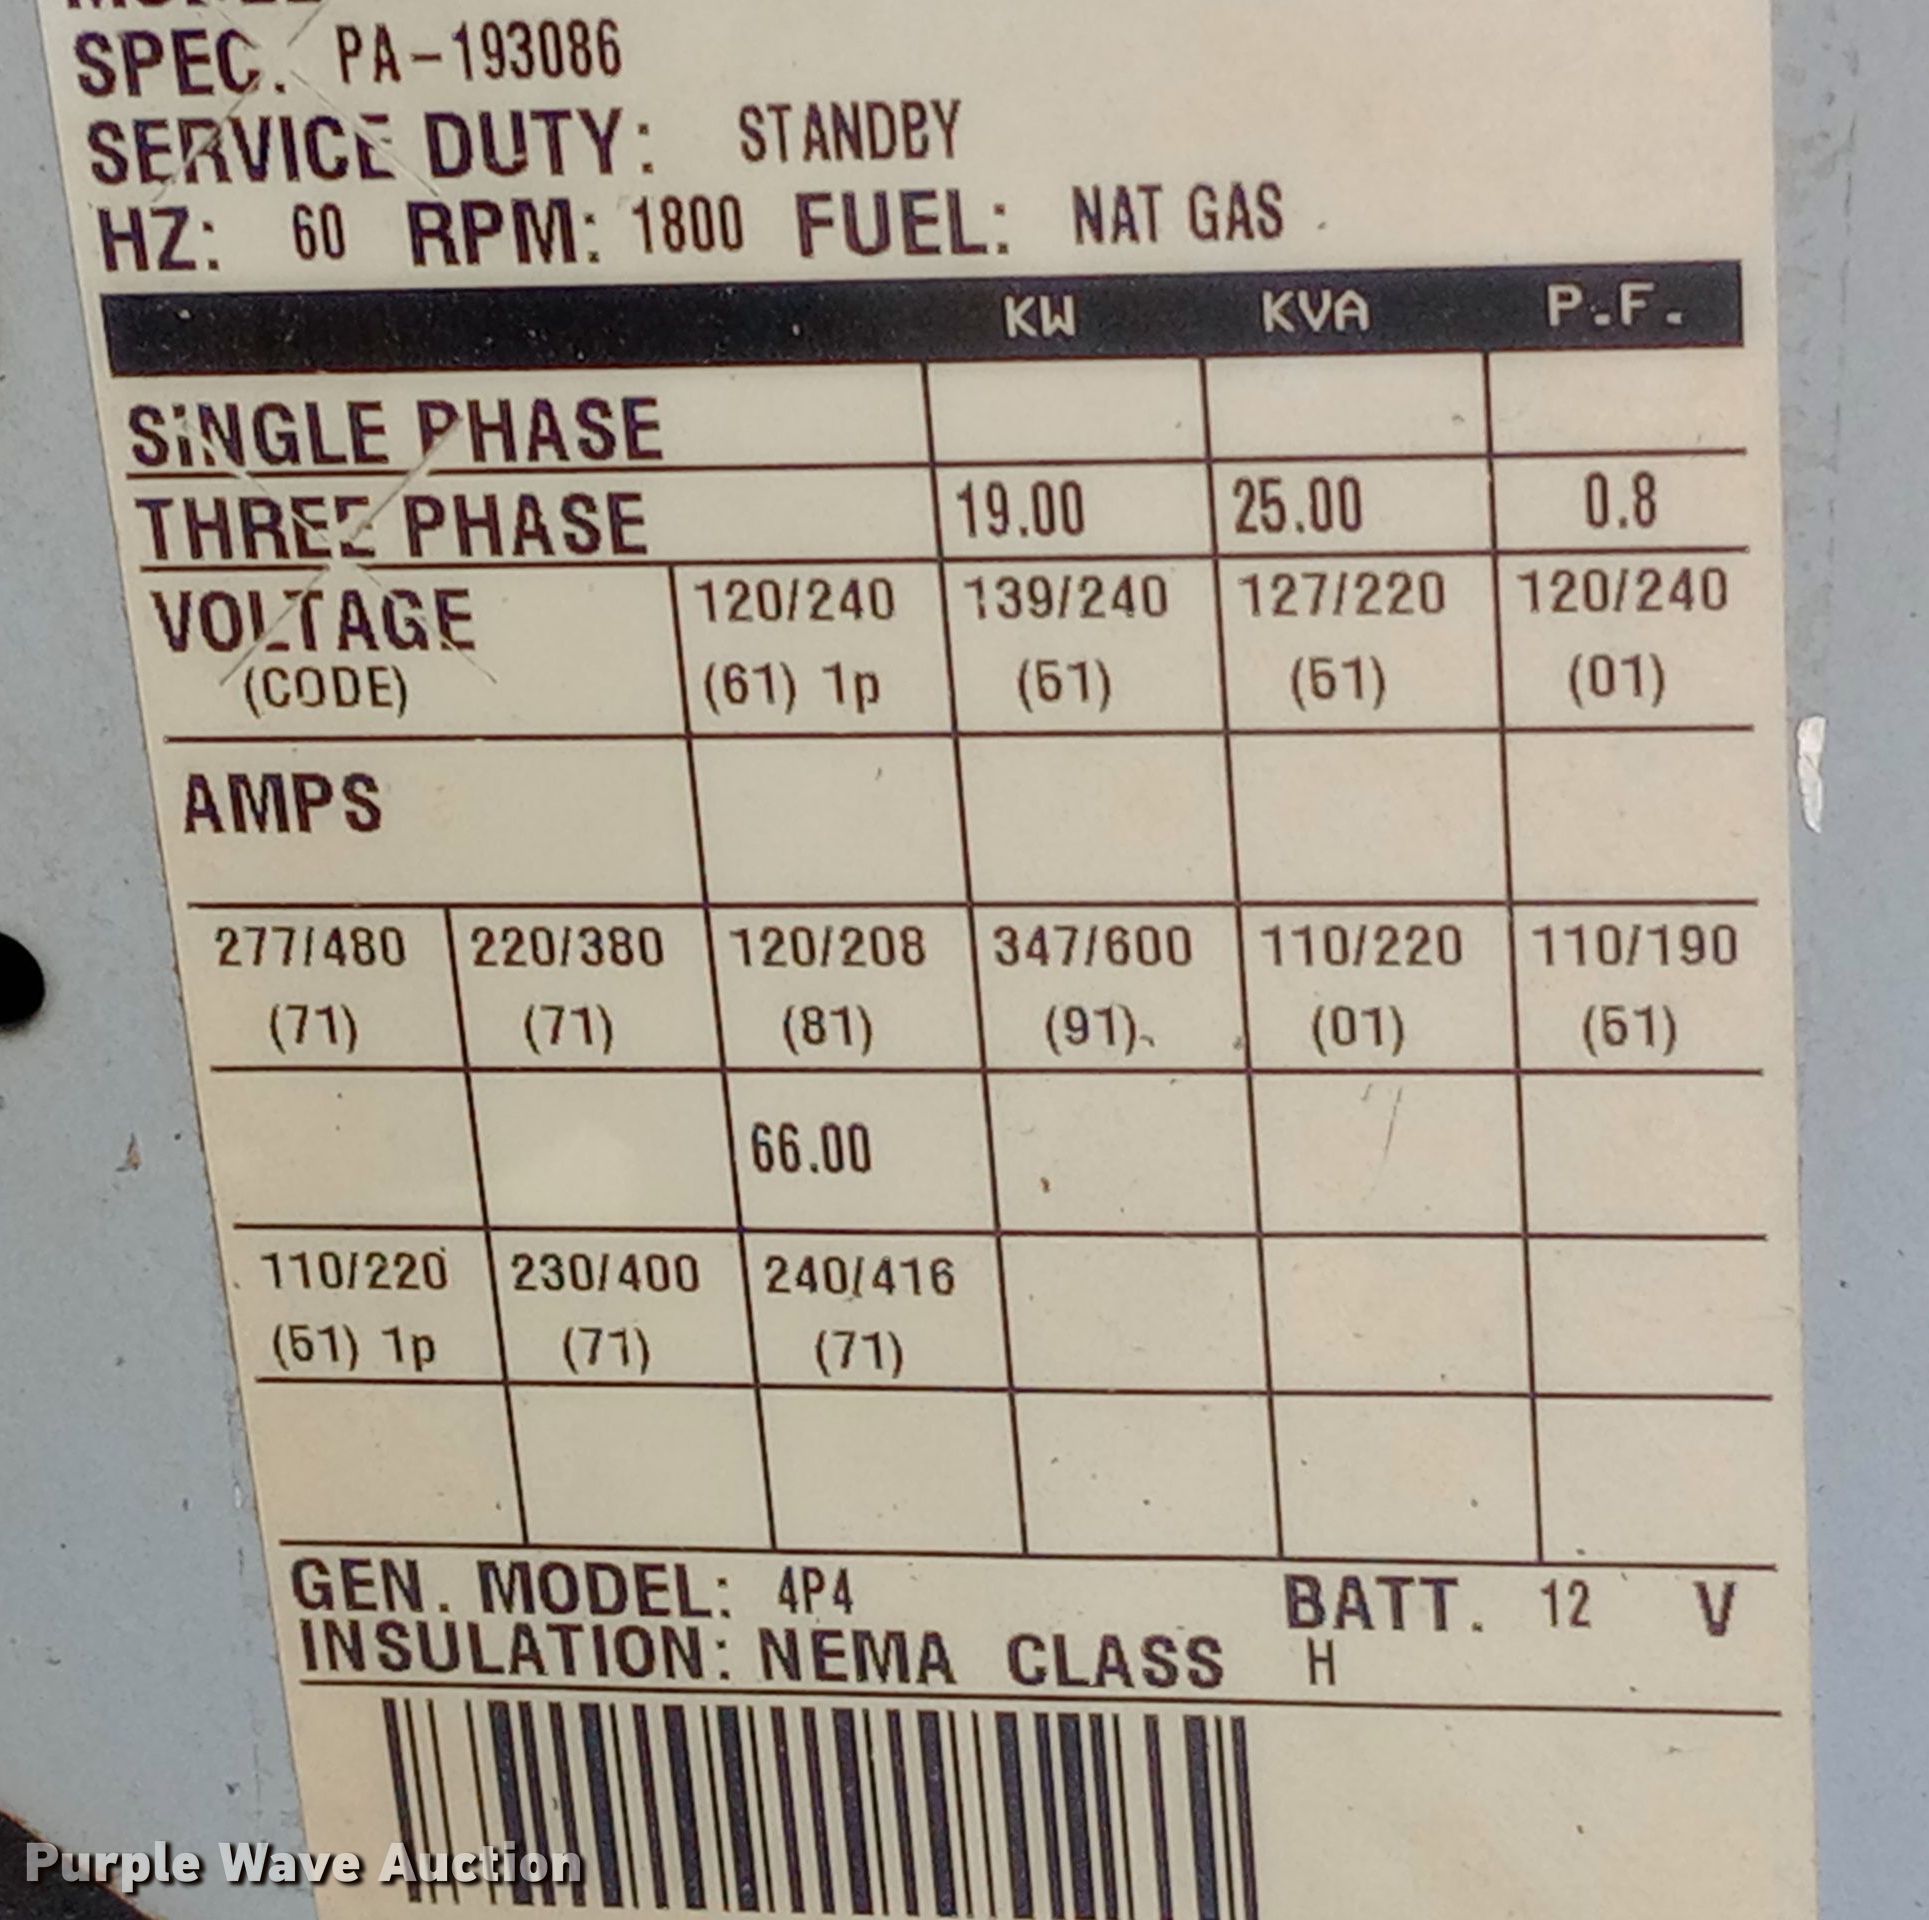 SPEC. PA-193086
SERVICE DUTY: STANDBY
HZ: 60 RPM: 1800 FUEL: NAT GAS
KW KVA P.F.
SINGLE PHASE
THREE PHASE 19.00 25.00 0.8
VOLTAGE 120/240 139/240 127/220 120/240
(CODE) (61) 1p (51) (51) (01)
AMPS
277/480 220/380 120/208 347/600 110/220 110/190
(71) (71) (81) (91) (01) (51)
66.00
110/220 230/400 240/416
(51) 1p (71) (71)
GEN. MODEL: 4P4 BATT. 12 V
INSULATION: NEMA CLASS H
Purple Wave Auction